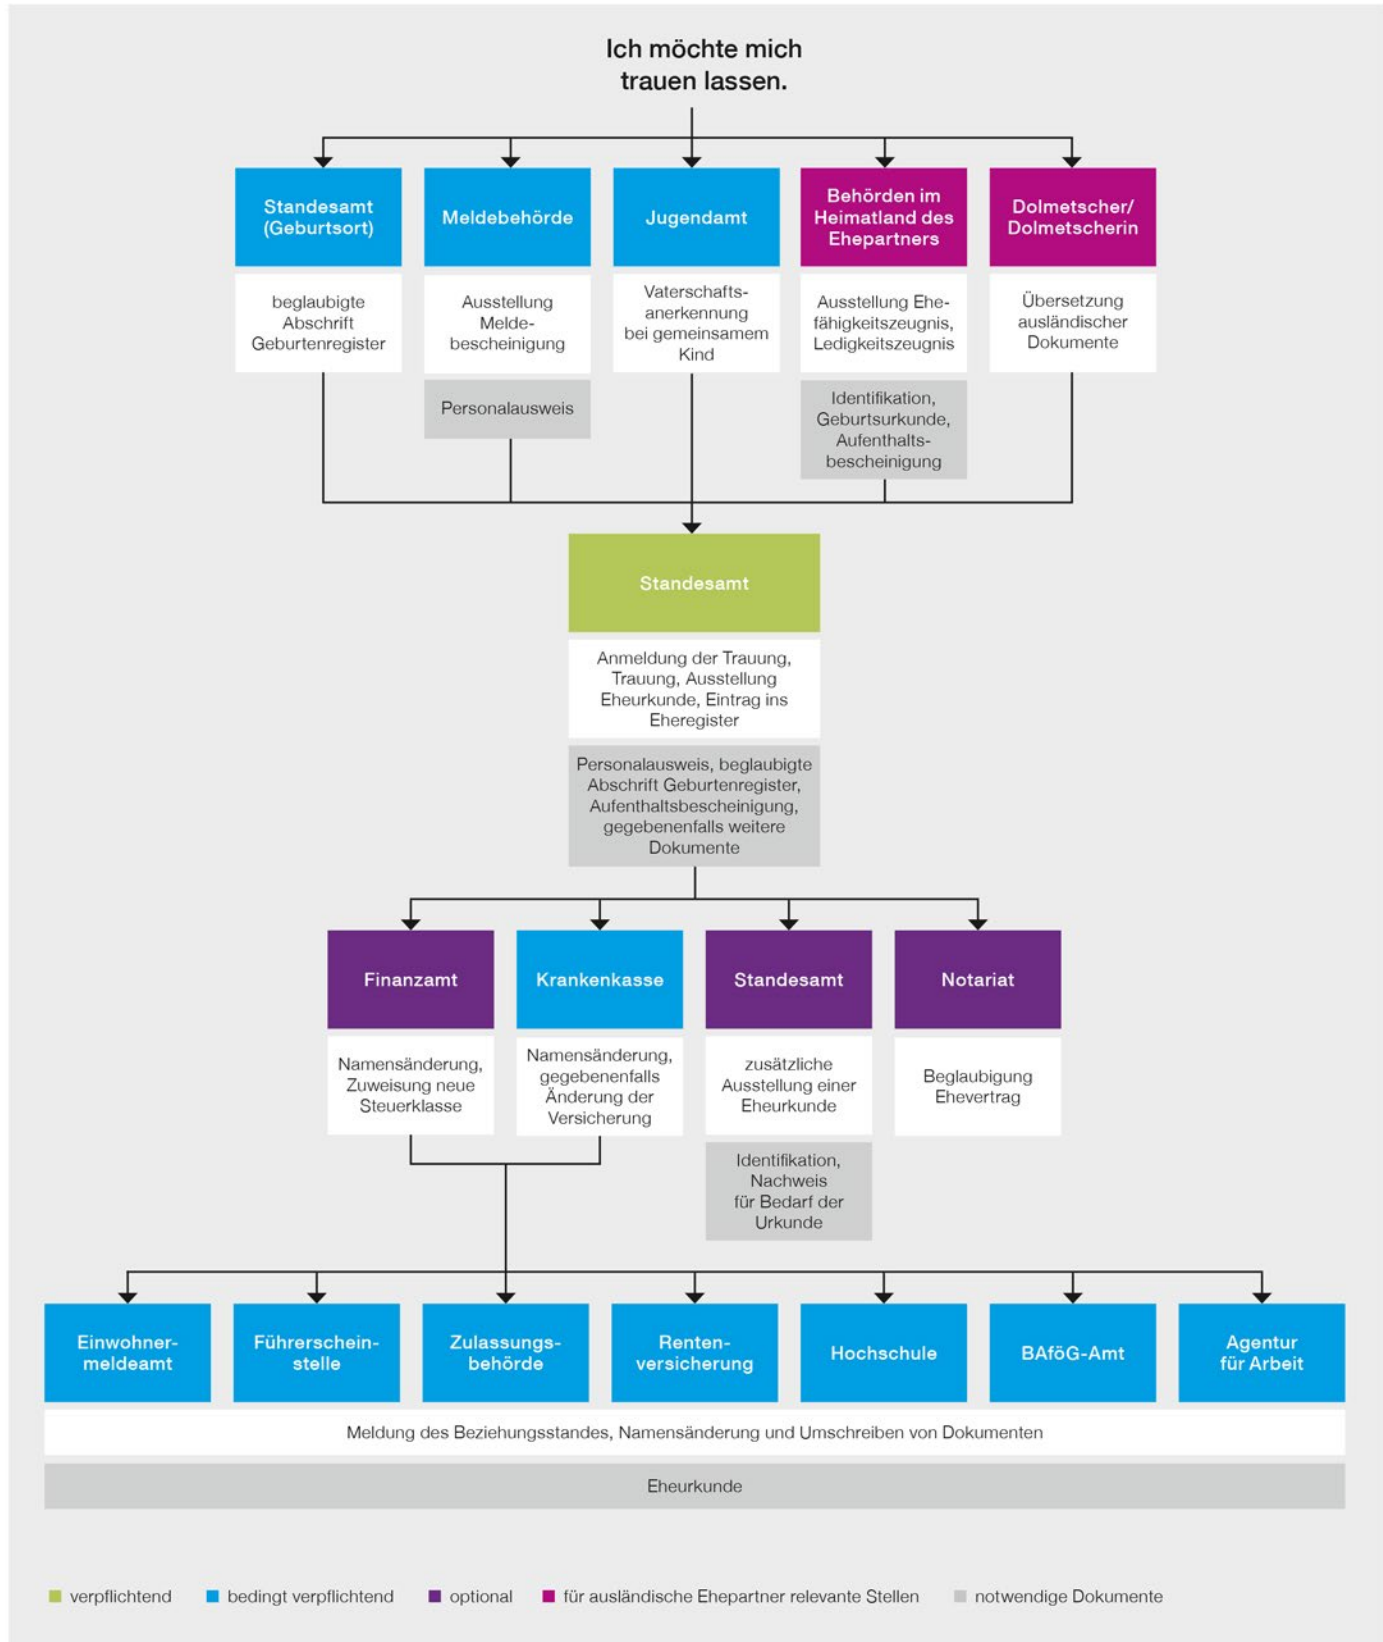 Ich möchte mich
trauen lassen.
Standesamt
(Geburtsort)
beglaubigte
Abschrift
Geburtenregister
Meldebehörde
Ausstellung
Melde-
bescheinigung
Personalausweis
Jugendamt
Vaterschafts-
anerkennung
bei gemeinsamem
Kind
Behörden im
Heimatland des
Ehepartners
Ausstellung Ehe-
fähigkeitszeugnis,
Ledigkeitszeugnis
Identifikation,
Geburtsurkunde,
Aufenthalts-
bescheinigung
Dolmetscher/
Dolmetscherin
Übersetzung
ausländischer
Dokumente
Standesamt
Anmeldung der Trauung,
Trauung, Ausstellung
Eheurkunde, Eintrag ins
Eheregister
Personalausweis, beglaubigte
Abschrift Geburtenregister,
Aufenthaltsbescheinigung,
gegebenenfalls weitere
Dokumente
Finanzamt
Namensänderung,
Zuweisung neue
Steuerklasse
Krankenkasse
Namensänderung,
gegebenenfalls
Änderung der
Versicherung
Standesamt
zusätzliche
Ausstellung einer
Eheurkunde
Identifikation,
Nachweis
für Bedarf der
Urkunde
Notariat
Beglaubigung
Ehevertrag
Einwohner-
meldeamt
Führerschein-
stelle
Zulassungs-
behörde
Renten-
versicherung
Hochschule
BAföG-Amt
Agentur
für Arbeit
Meldung des Beziehungsstandes, Namensänderung und Umschreiben von Dokumenten
Eheurkunde
verpflichtend
bedingt verpflichtend
optional
für ausländische Ehepartner relevante Stellen
notwendige Dokumente